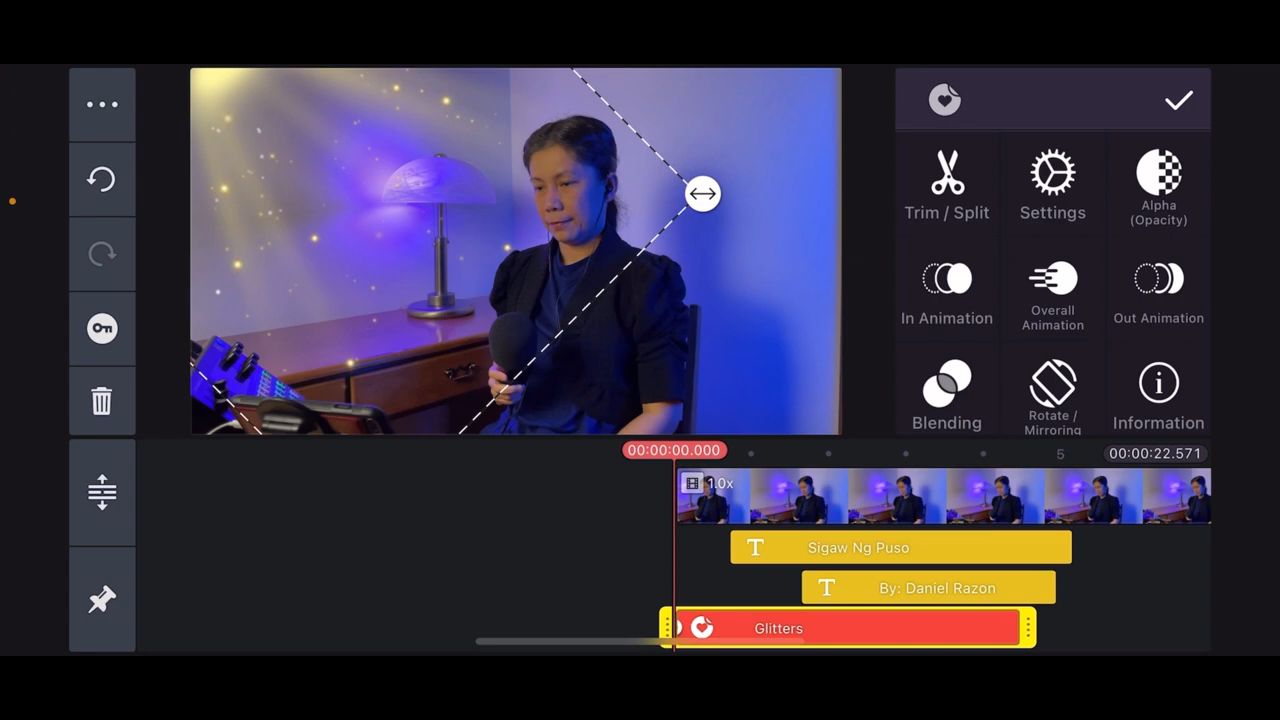 Trim / Split
Settings
Alpha
(Opacity)
In Animation
Overall
Animation
Out Animation
Blending
Rotate /
Mirroring
Information
00:00:00.000
5
00:00:22.571
1.0x
T Sigaw Ng Puso
T By: Daniel Razon
Glitters